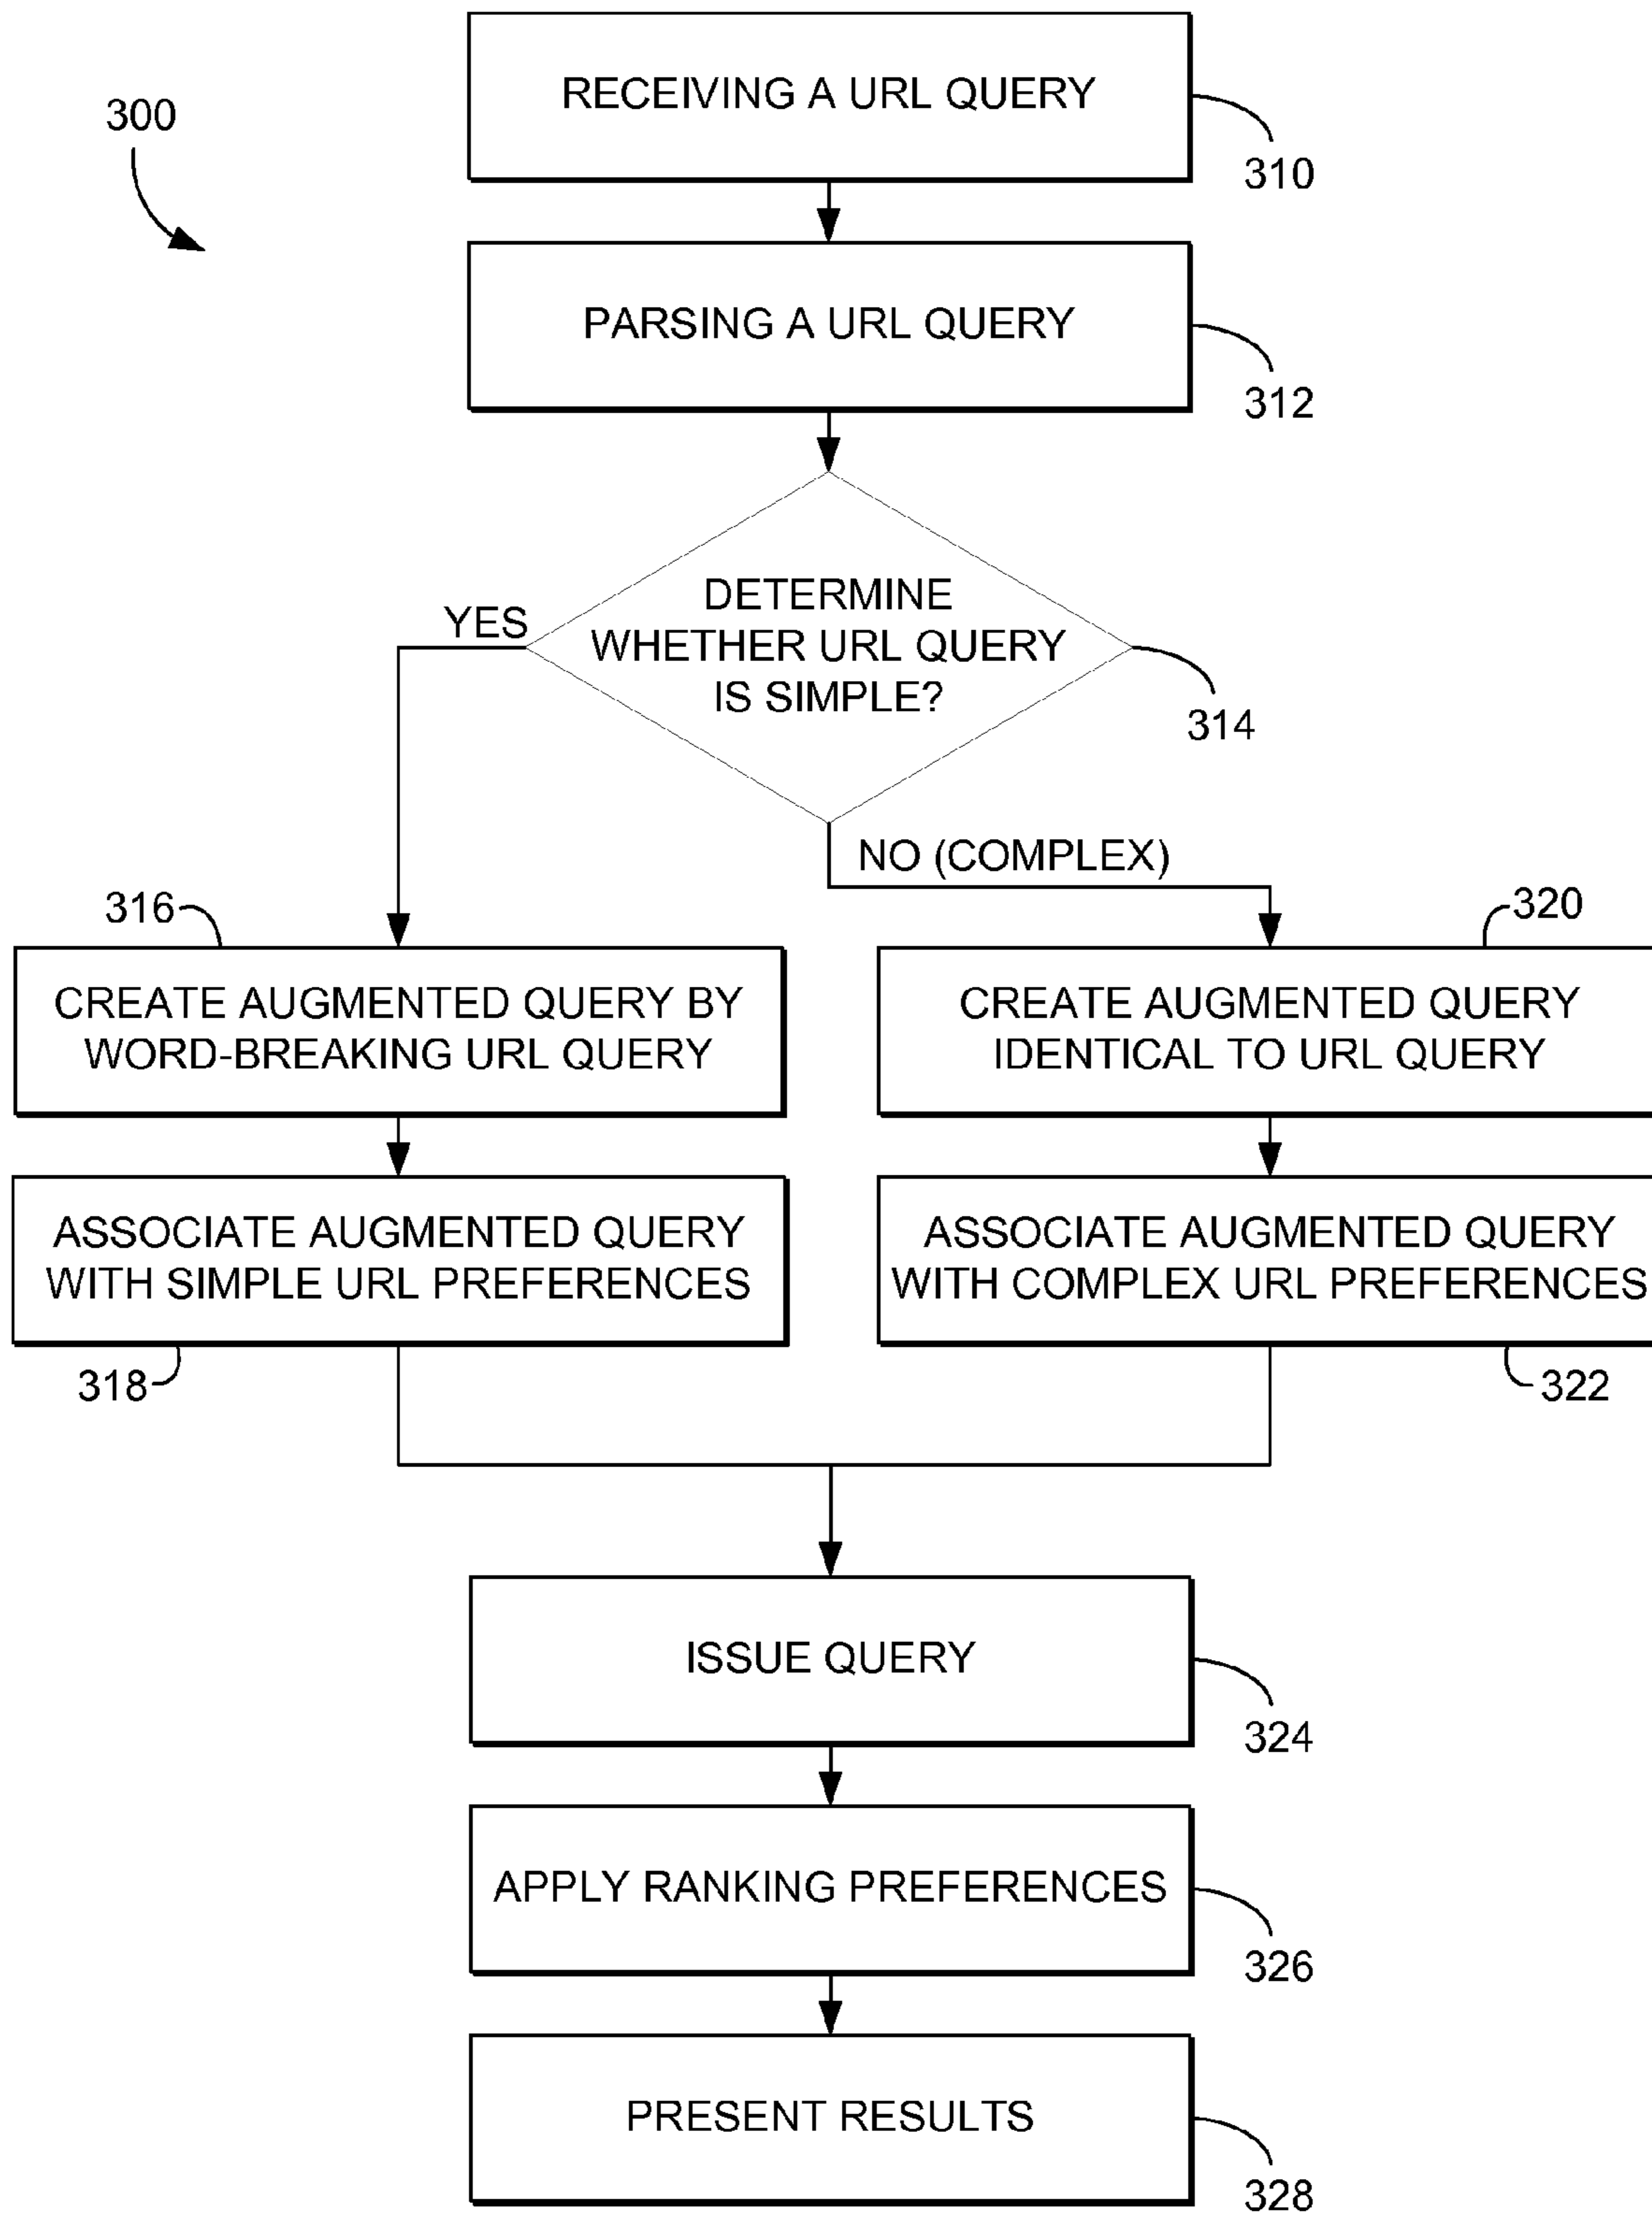 300
RECEIVING A URL QUERY
310
PARSING A URL QUERY
312
DETERMINE
WHETHER URL QUERY
IS SIMPLE?
314
YES
NO (COMPLEX)
316
CREATE AUGMENTED QUERY BY
WORD-BREAKING URL QUERY
320
CREATE AUGMENTED QUERY
IDENTICAL TO URL QUERY
ASSOCIATE AUGMENTED QUERY
WITH SIMPLE URL PREFERENCES
318
ASSOCIATE AUGMENTED QUERY
WITH COMPLEX URL PREFERENCES
322
ISSUE QUERY
324
APPLY RANKING PREFERENCES
326
PRESENT RESULTS
328